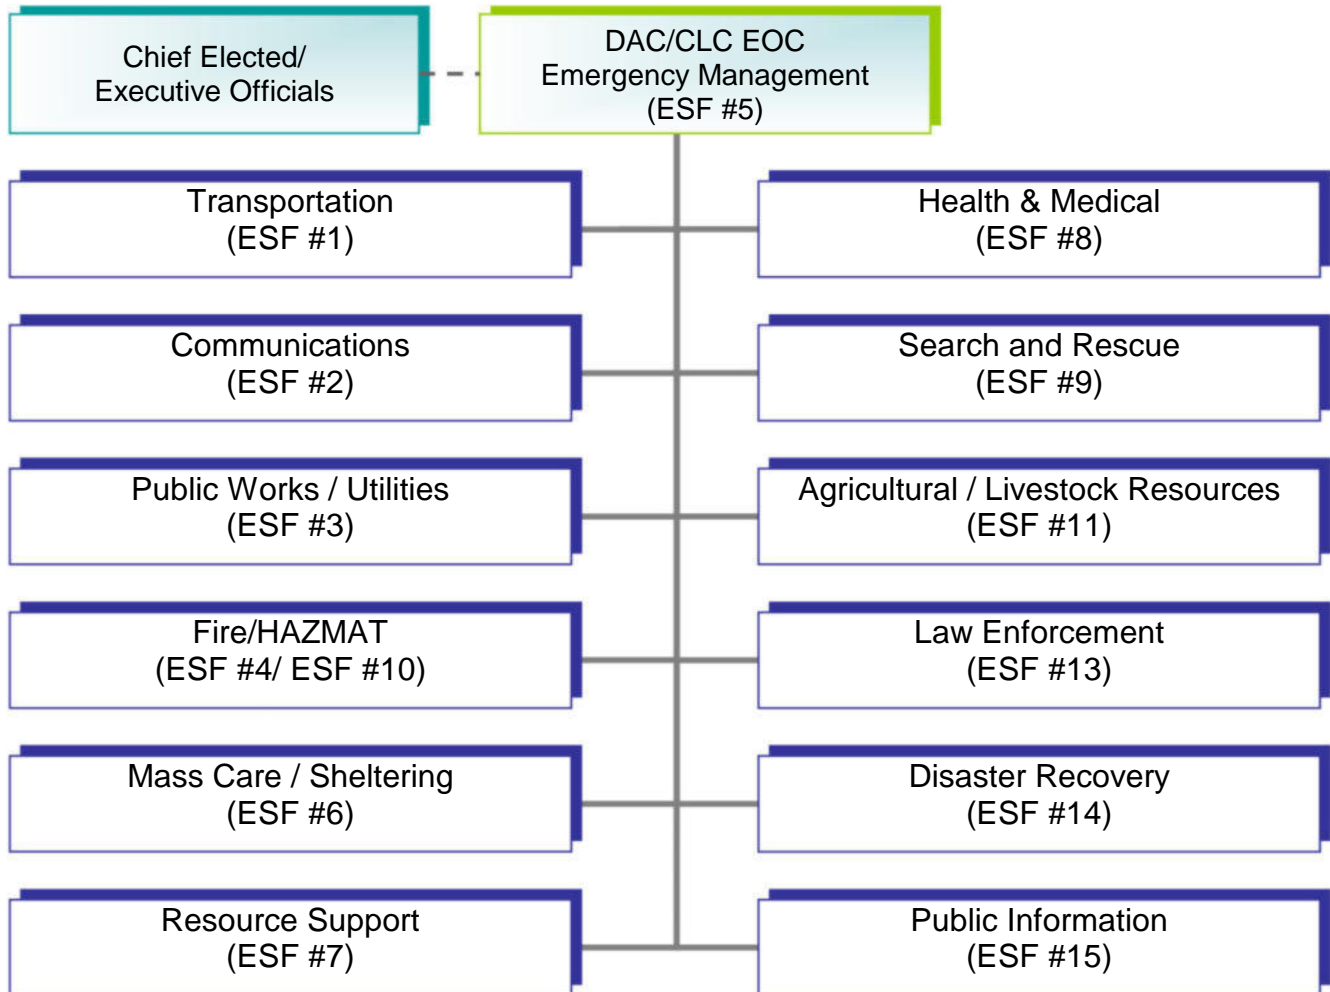 Chief Elected/
Executive Officials
DAC/CLC EOC
Emergency Management
(ESF #5)
Transportation
(ESF #1)
Health & Medical
(ESF #8)
Communications
(ESF #2)
Search and Rescue
(ESF #9)
Public Works / Utilities
(ESF #3)
Agricultural / Livestock Resources
(ESF #11)
Fire/HAZMAT
(ESF #4/ ESF #10)
Law Enforcement
(ESF #13)
Mass Care / Sheltering
(ESF #6)
Disaster Recovery
(ESF #14)
Resource Support
(ESF #7)
Public Information
(ESF #15)